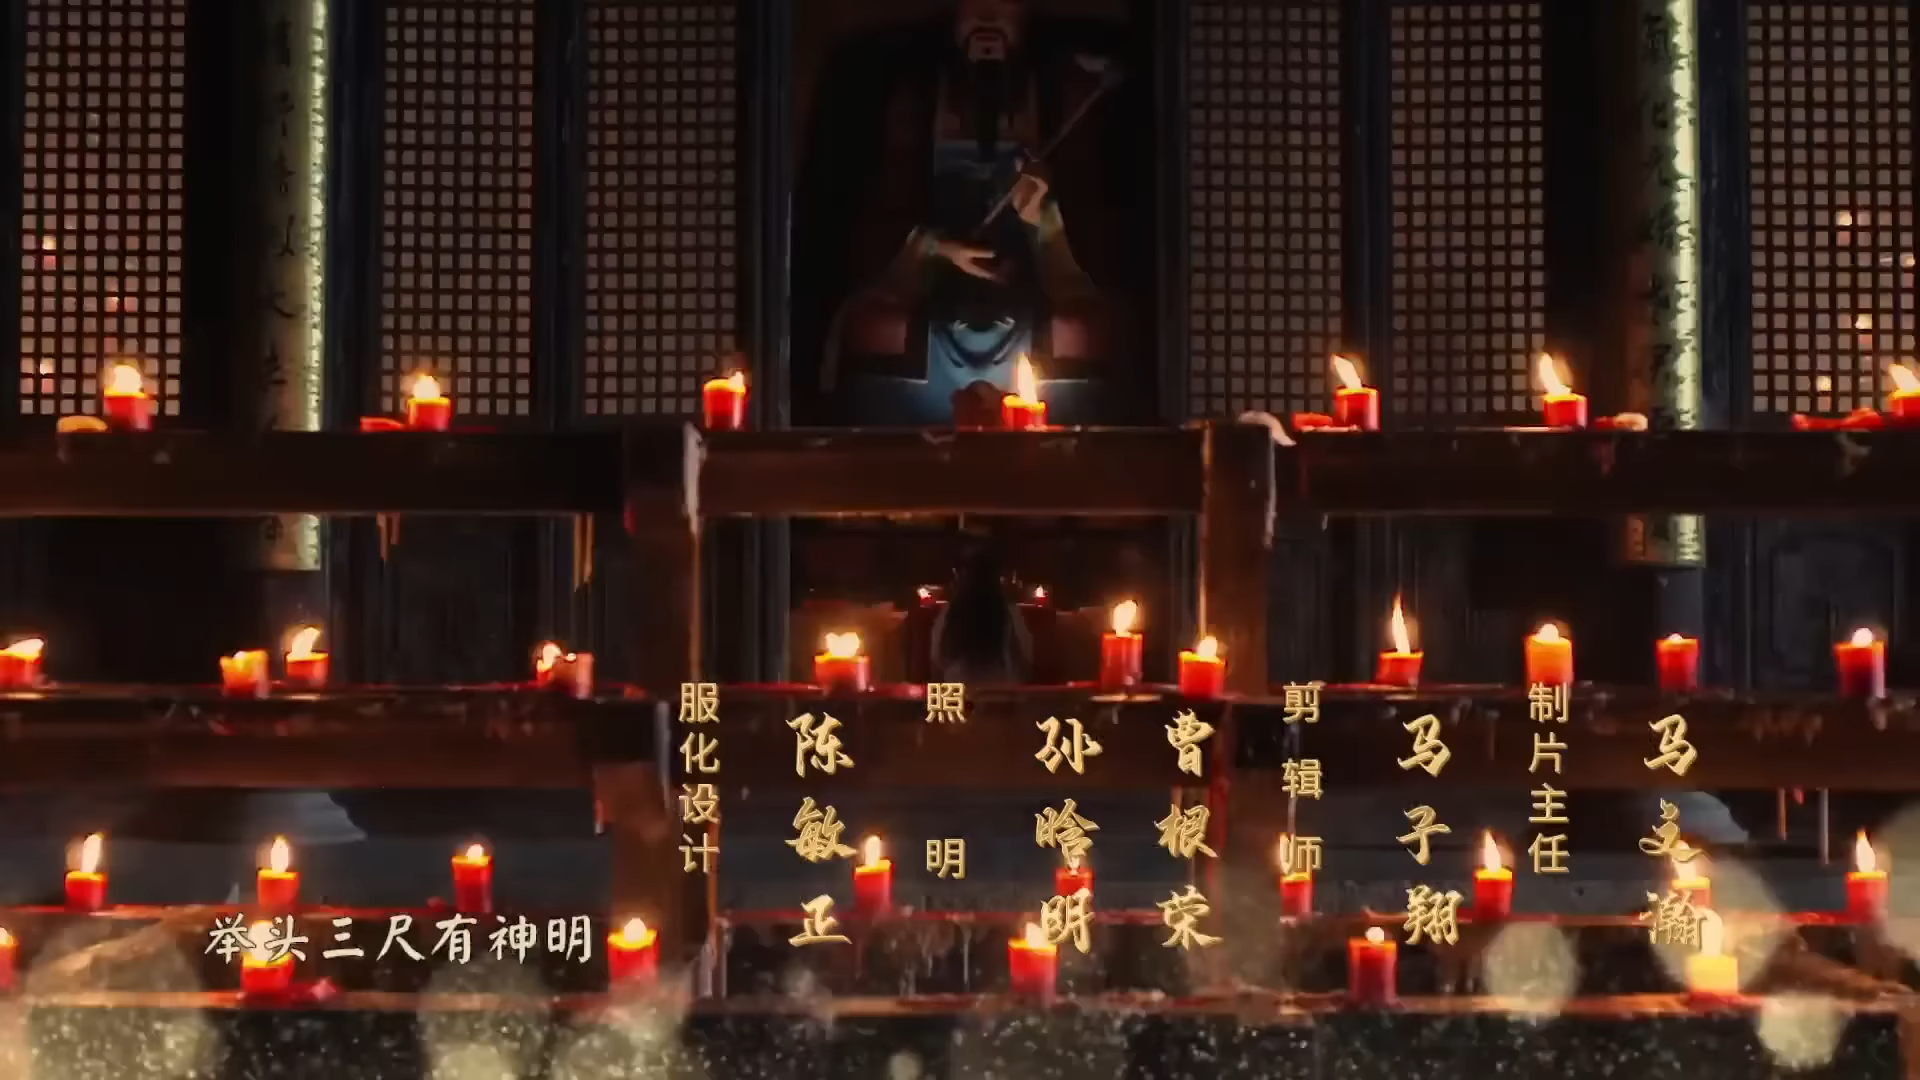 服化设计
陈敏正
照明
孙晗明
曹根荣
剪辑师
马子翔
制片主任
马文瀚
举头三尺有神明